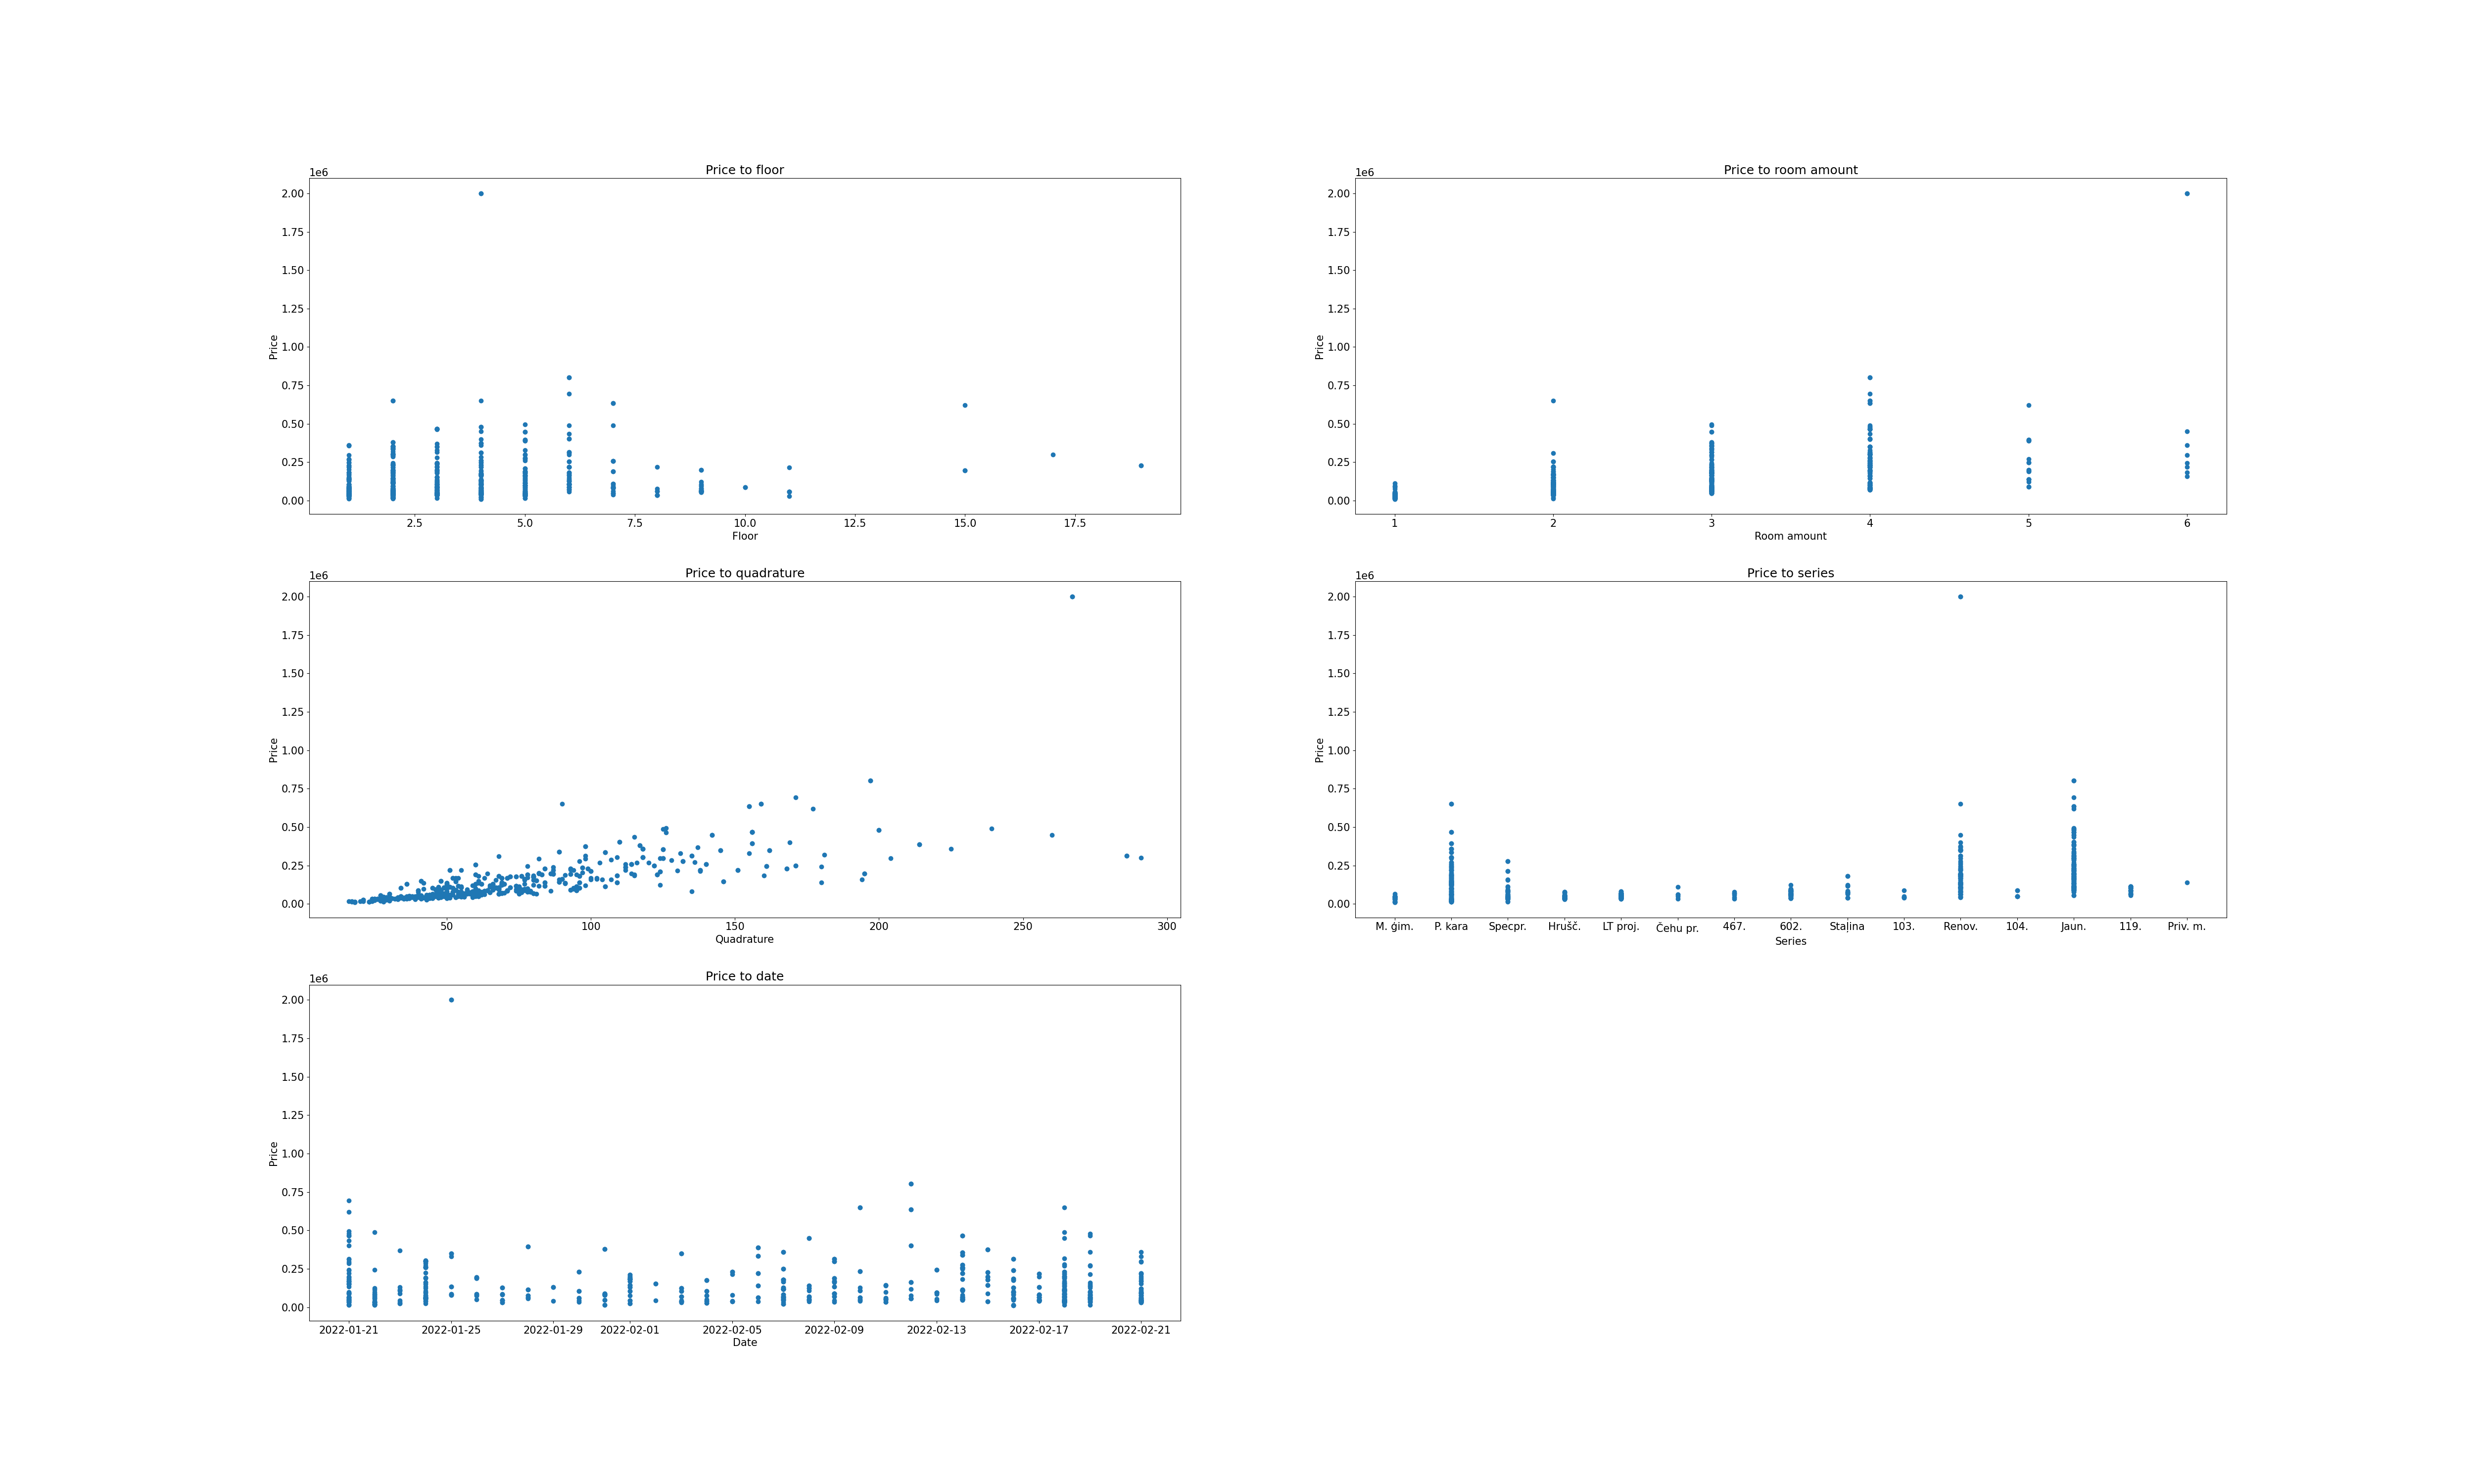 Price to floor
1e6
2.00
1.75
1.50
1.25
1.00
0.75
0.50
0.25
0.00
Price
2.5 5.0 7.5 10.0 12.5 15.0 17.5
Floor
Price to room amount
1e6
2.00
1.75
1.50
1.25
1.00
0.75
0.50
0.25
0.00
Price
1 2 3 4 5 6
Room amount
Price to quadrature
1e6
2.00
1.75
1.50
1.25
1.00
0.75
0.50
0.25
0.00
Price
50 100 150 200 250 300
Quadrature
Price to series
1e6
2.00
1.75
1.50
1.25
1.00
0.75
0.50
0.25
0.00
Price
M. ģim. P. kara Specpr. Hrušč. LT proj. Čehu pr. 467. 602. Staļina 103. Renov. 104. Jaun. 119. Priv. m.
Series
Price to date
1e6
2.00
1.75
1.50
1.25
1.00
0.75
0.50
0.25
0.00
Price
2022-01-21 2022-01-25 2022-01-29 2022-02-01 2022-02-05 2022-02-09 2022-02-13 2022-02-17 2022-02-21
Date